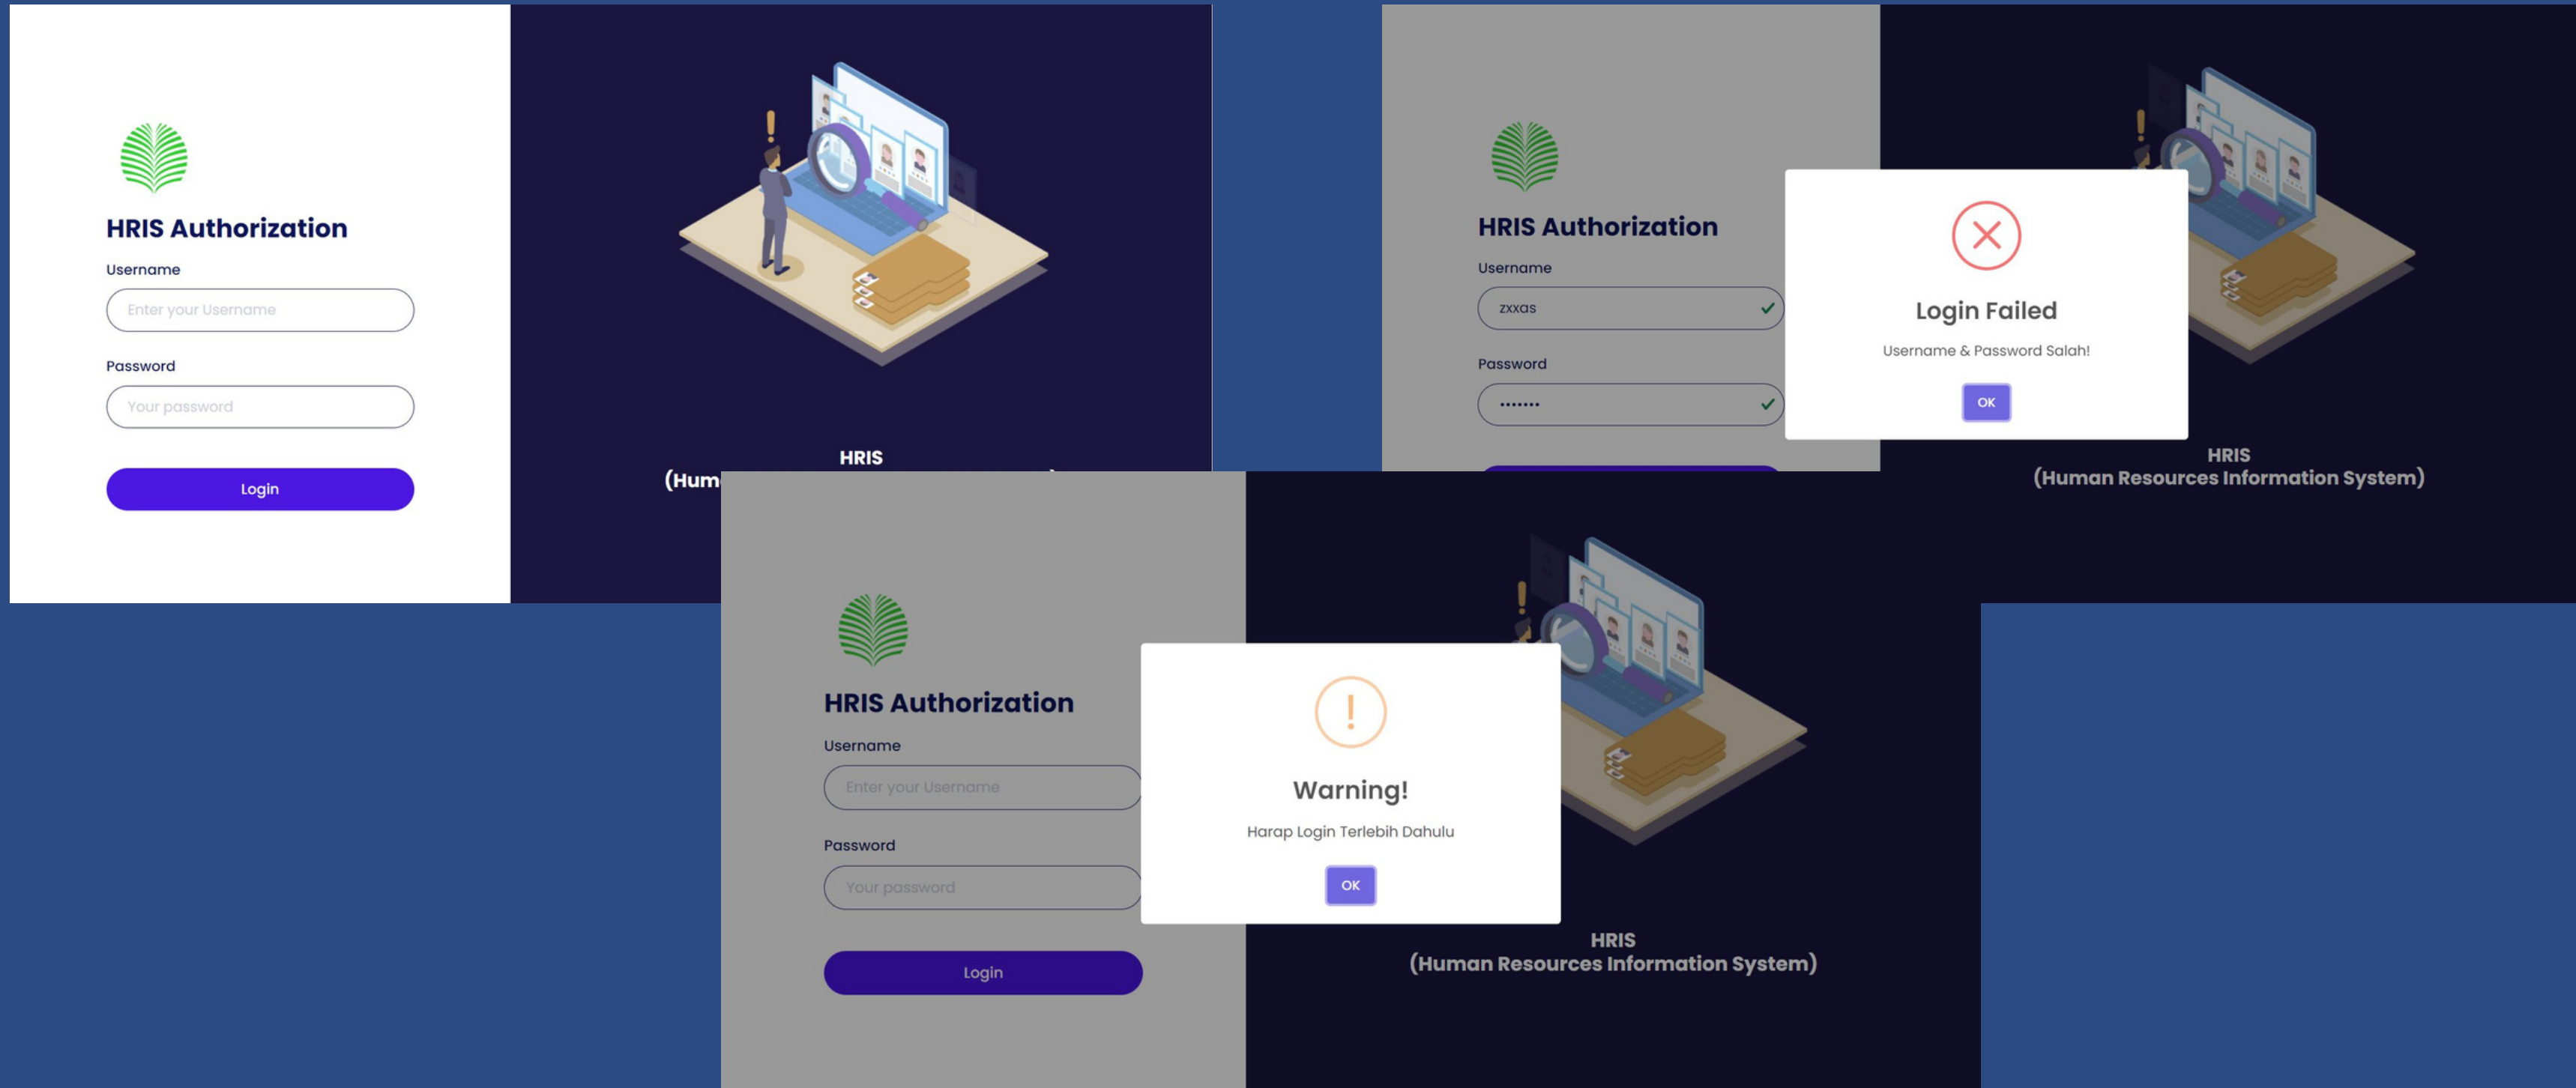 HRIS Authorization
Username
Enter your Username
Password
Your password
Login
HRIS
(Hum
HRIS Authorization
Username
zxxas
Password
•••••••
Login Failed
Username & Password Salah!
OK
HRIS
(Human Resources Information System)
HRIS Authorization
Username
Enter your Username
Password
Your password
Login
Warning!
Harap Login Terlebih Dahulu
OK
HRIS
(Human Resources Information System)